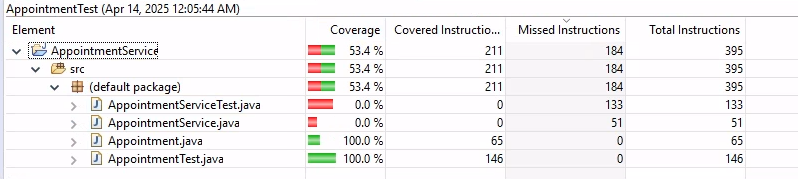 AppointmentTest (Apr 14, 2025 12:05:44 AM)
Element Coverage Covered Instructio... Missed Instructions Total Instructions
AppointmentService 53.4 % 211 184 395
src 53.4 % 211 184 395
(default package) 53.4 % 211 184 395
AppointmentServiceTest.java 0.0 % 0 133 133
AppointmentService.java 0.0 % 0 51 51
Appointment.java 100.0 % 65 0 65
AppointmentTest.java 100.0 % 146 0 146